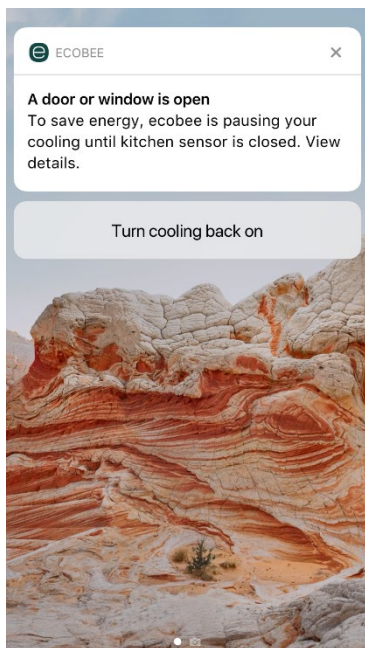 ECOBEE
A door or window is open
To save energy, ecobee is pausing your
cooling until kitchen sensor is closed. View
details.
Turn cooling back on